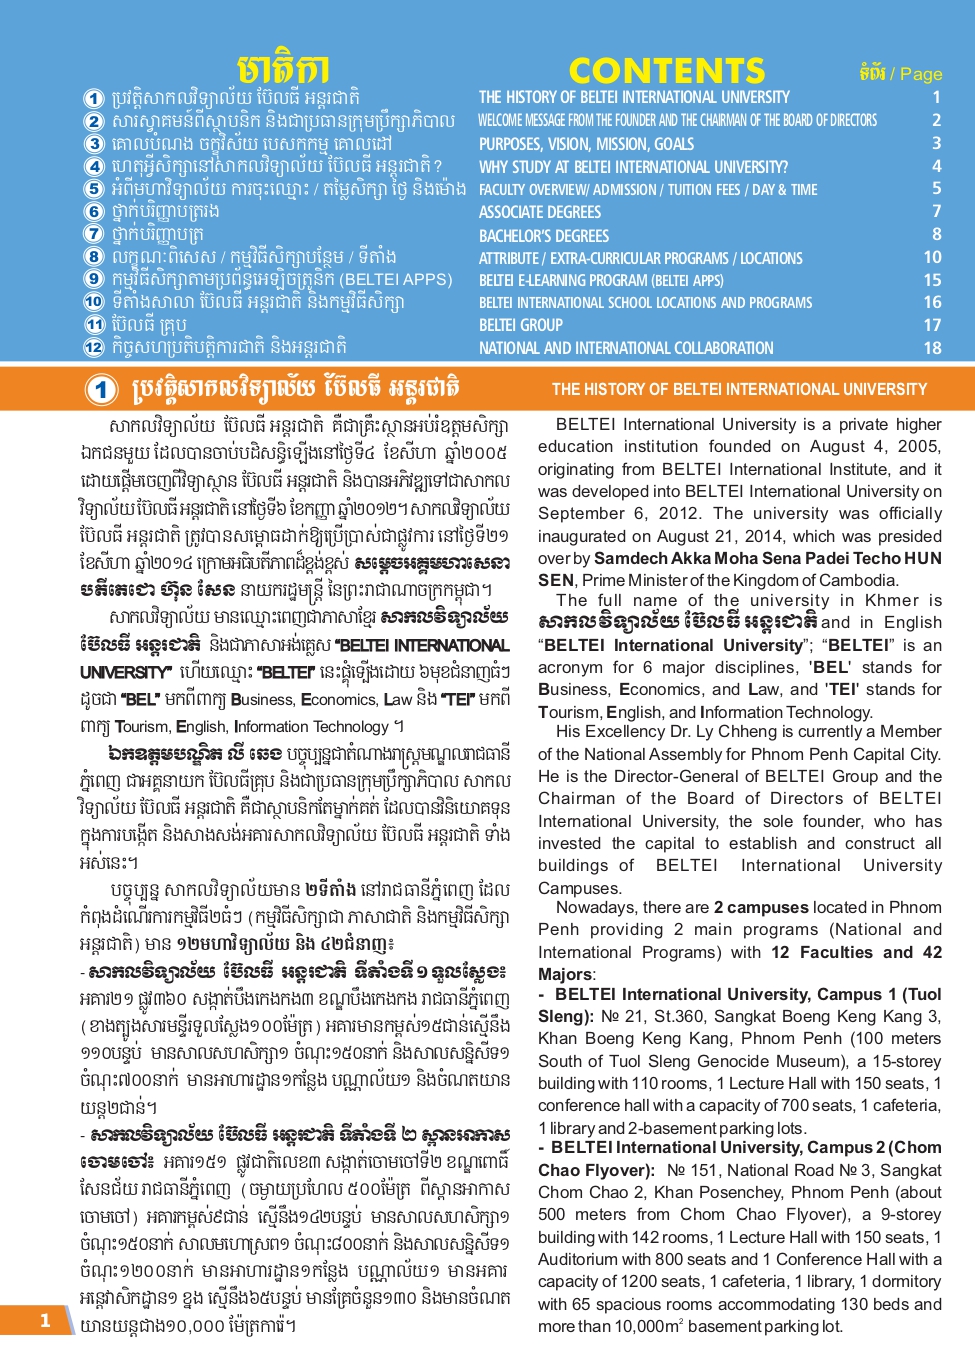 មាតិកា
CONTENTS
ទំព័រ / Page
1 ប្រវត្តិសាកលវិទ្យាល័យ ប៊ែលធី អន្តរជាតិ THE HISTORY OF BELTEI INTERNATIONAL UNIVERSITY 1
2 សារស្វាគមន៍ពីស្ថាបនិក និងជាប្រធានក្រុមប្រឹក្សាភិបាល WELCOME MESSAGE FROM THE FOUNDER AND THE CHAIRMAN OF THE BOARD OF DIRECTORS 2
3 គោលបំណង ចក្ខុវិស័យ បេសកកម្ម គោលដៅ PURPOSES, VISION, MISSION, GOALS 3
4 ហេតុអ្វីសិក្សានៅសាកលវិទ្យាល័យ ប៊ែលធី អន្តរជាតិ ? WHY STUDY AT BELTEI INTERNATIONAL UNIVERSITY? 4
5 អំពីមហាវិទ្យាល័យ ការចុះឈ្មោះ / តម្លៃសិក្សា ថ្ងៃ និងម៉ោង FACULTY OVERVIEW/ ADMISSION / TUITION FEES / DAY & TIME 5
6 ថ្នាក់បរិញ្ញាបត្ររង ASSOCIATE DEGREES 7
7 ថ្នាក់បរិញ្ញាបត្រ BACHELOR'S DEGREES 8
8 លក្ខណៈពិសេស / កម្មវិធីសិក្សាបន្ថែម / ទីតាំង ATTRIBUTE / EXTRA-CURRICULAR PROGRAMS / LOCATIONS 10
9 កម្មវិធីសិក្សាតាមប្រព័ន្ធអេឡិចត្រូនិក (BELTEI APPS) BELTEI E-LEARNING PROGRAM (BELTEI APPS) 15
10 ទីតាំងសាលា ប៊ែលធី អន្តរជាតិ និងកម្មវិធីសិក្សា BELTEI INTERNATIONAL SCHOOL LOCATIONS AND PROGRAMS 16
11 ប៊ែលធី គ្រុប BELTEI GROUP 17
12 កិច្ចសហប្រតិបត្តិការជាតិ និងអន្តរជាតិ NATIONAL AND INTERNATIONAL COLLABORATION 18
1 ប្រវត្តិសាកលវិទ្យាល័យ ប៊ែលធី អន្តរជាតិ THE HISTORY OF BELTEI INTERNATIONAL UNIVERSITY
សាកលវិទ្យាល័យ ប៊ែលធី អន្តរជាតិ គឺជាគ្រឹះស្ថានអប់រំឧត្តមសិក្សា
ឯកជនមួយ ដែលបានចាប់បដិសន្ធិឡើងនៅថ្ងៃទី៤ ខែសីហា ឆ្នាំ២០០៥
ដោយផ្តើមចេញពីវិទ្យាស្ថាន ប៊ែលធី អន្តរជាតិ និងបានអភិវឌ្ឍទៅជាសាកល
វិទ្យាល័យ ប៊ែលធី អន្តរជាតិ នៅថ្ងៃទី៦ ខែកញ្ញា ឆ្នាំ២០១២។ សាកលវិទ្យាល័យ
ប៊ែលធី អន្តរជាតិ ត្រូវបានសម្ពោធដាក់ឱ្យប្រើប្រាស់ជាផ្លូវការ នៅថ្ងៃទី២១
ខែសីហា ឆ្នាំ២០១៤ ក្រោមអធិបតីភាពដ៏ខ្ពង់ខ្ពស់ សម្តេចអគ្គមហាសេនា
បតីតេជោ ហ៊ុន សែន នាយករដ្ឋមន្ត្រី នៃព្រះរាជាណាចក្រកម្ពុជា។
សាកលវិទ្យាល័យ មានឈ្មោះពេញជាភាសាខ្មែរ សាកលវិទ្យាល័យ
ប៊ែលធី អន្តរជាតិ និងជាភាសាអង់គ្លេស “BELTEI INTERNATIONAL
UNIVERSITY” ហើយឈ្មោះ “BELTEI” នេះផ្គុំឡើងដោយ ៦មុខជំនាញធំៗ
ដូចជា “BEL” មកពីពាក្យ Business, Economics, Law និង “TEI” មកពី
ពាក្យ Tourism, English, Information Technology ។
ឯកឧត្តមបណ្ឌិត លី ឆេង បច្ចុប្បន្នជាតំណាងរាស្ត្រមណ្ឌលរាជធានី
ភ្នំពេញ ជាអគ្គនាយក ប៊ែលធីគ្រុប និងជាប្រធានក្រុមប្រឹក្សាភិបាល សាកល
វិទ្យាល័យ ប៊ែលធី អន្តរជាតិ គឺជាស្ថាបនិកតែម្នាក់គត់ ដែលបានវិនិយោគទុន
ក្នុងការបង្កើត និងសាងសង់អគារសាកលវិទ្យាល័យ ប៊ែលធី អន្តរជាតិ ទាំង
អស់នេះ។
បច្ចុប្បន្ន សាកលវិទ្យាល័យមាន ២ទីតាំង នៅរាជធានីភ្នំពេញ ដែល
កំពុងដំណើរការកម្មវិធី២ធំៗ (កម្មវិធីសិក្សាជា ភាសាជាតិ និងកម្មវិធីសិក្សា
អន្តរជាតិ) មាន ១២មហាវិទ្យាល័យ និង ៤២ជំនាញ៖
- សាកលវិទ្យាល័យ ប៊ែលធី អន្តរជាតិ ទីតាំងទី១ ទួលស្លែង៖
អគារ២១ ផ្លូវ៣៦០ សង្កាត់បឹងកេងកង៣ ខណ្ឌបឹងកេងកង រាជធានីភ្នំពេញ
(ខាងត្បូងសារមន្ទីរទួលស្លែង១០០ម៉ែត្រ) អគារមានកម្ពស់១៥ជាន់ស្មើនឹង
១១០បន្ទប់ មានសាលសហសិក្សា១ ចំណុះ១៥០នាក់ និងសាលសន្និសីទ១
ចំណុះ៧០០នាក់ មានអាហារដ្ឋាន១កន្លែង បណ្ណាល័យ១ និងចំណតយាន
យន្ត២ជាន់។
- សាកលវិទ្យាល័យ ប៊ែលធី អន្តរជាតិ ទីតាំងទី ២ ស្ពានអាកាស
ចោមចៅ៖ អគារ១៥១ ផ្លូវជាតិលេខ៣ សង្កាត់ចោមចៅទី២ ខណ្ឌពោធិ៍
សែនជ័យ រាជធានីភ្នំពេញ (ចម្ងាយប្រហែល ៥០០ម៉ែត្រ ពីស្ពានអាកាស
ចោមចៅ) អគារកម្ពស់៩ជាន់ ស្មើនឹង១៤២បន្ទប់ មានសាលសហសិក្សា១
ចំណុះ១៥០នាក់ សាលមហោស្រព១ ចំណុះ៨០០នាក់ និងសាលសន្និសីទ១
ចំណុះ១២០០នាក់ មានអាហារដ្ឋាន១កន្លែង បណ្ណាល័យ១ មានអគារ
អន្តេវាសិកដ្ឋាន១ ខ្នង ស្មើនឹង៦៥បន្ទប់ មានគ្រែចំនួន១៣០ និងមានចំណត
យានយន្តជាង១០,០០០ ម៉ែត្រការ៉េ។
BELTEI International University is a private higher
education institution founded on August 4, 2005,
originating from BELTEI International Institute, and it
was developed into BELTEI International University on
September 6, 2012. The university was officially
inaugurated on August 21, 2014, which was presided
over by Samdech Akka Moha Sena Padei Techo HUN
SEN, Prime Minister of the Kingdom of Cambodia.
The full name of the university in Khmer is
សាកលវិទ្យាល័យ ប៊ែលធី អន្តរជាតិ and in English
“BELTEI International University”; “BELTEI” is an
acronym for 6 major disciplines, 'BEL' stands for
Business, Economics, and Law, and 'TEI' stands for
Tourism, English, and Information Technology.
His Excellency Dr. Ly Chheng is currently a Member
of the National Assembly for Phnom Penh Capital City.
He is the Director-General of BELTEI Group and the
Chairman of the Board of Directors of BELTEI
International University, the sole founder, who has
invested the capital to establish and construct all
buildings of BELTEI International University
Campuses.
Nowadays, there are 2 campuses located in Phnom
Penh providing 2 main programs (National and
International Programs) with 12 Faculties and 42
Majors:
- BELTEI International University, Campus 1 (Tuol
Sleng): № 21, St.360, Sangkat Boeng Keng Kang 3,
Khan Boeng Keng Kang, Phnom Penh (100 meters
South of Tuol Sleng Genocide Museum), a 15-storey
building with 110 rooms, 1 Lecture Hall with 150 seats, 1
conference hall with a capacity of 700 seats, 1 cafeteria,
1 library and 2-basement parking lots.
- BELTEI International University, Campus 2 (Chom
Chao Flyover): № 151, National Road № 3, Sangkat
Chom Chao 2, Khan Posenchey, Phnom Penh (about
500 meters from Chom Chao Flyover), a 9-storey
building with 142 rooms, 1 Lecture Hall with 150 seats, 1
Auditorium with 800 seats and 1 Conference Hall with a
capacity of 1200 seats, 1 cafeteria, 1 library, 1 dormitory
with 65 spacious rooms accommodating 130 beds and
more than 10,000m² basement parking lot.
1